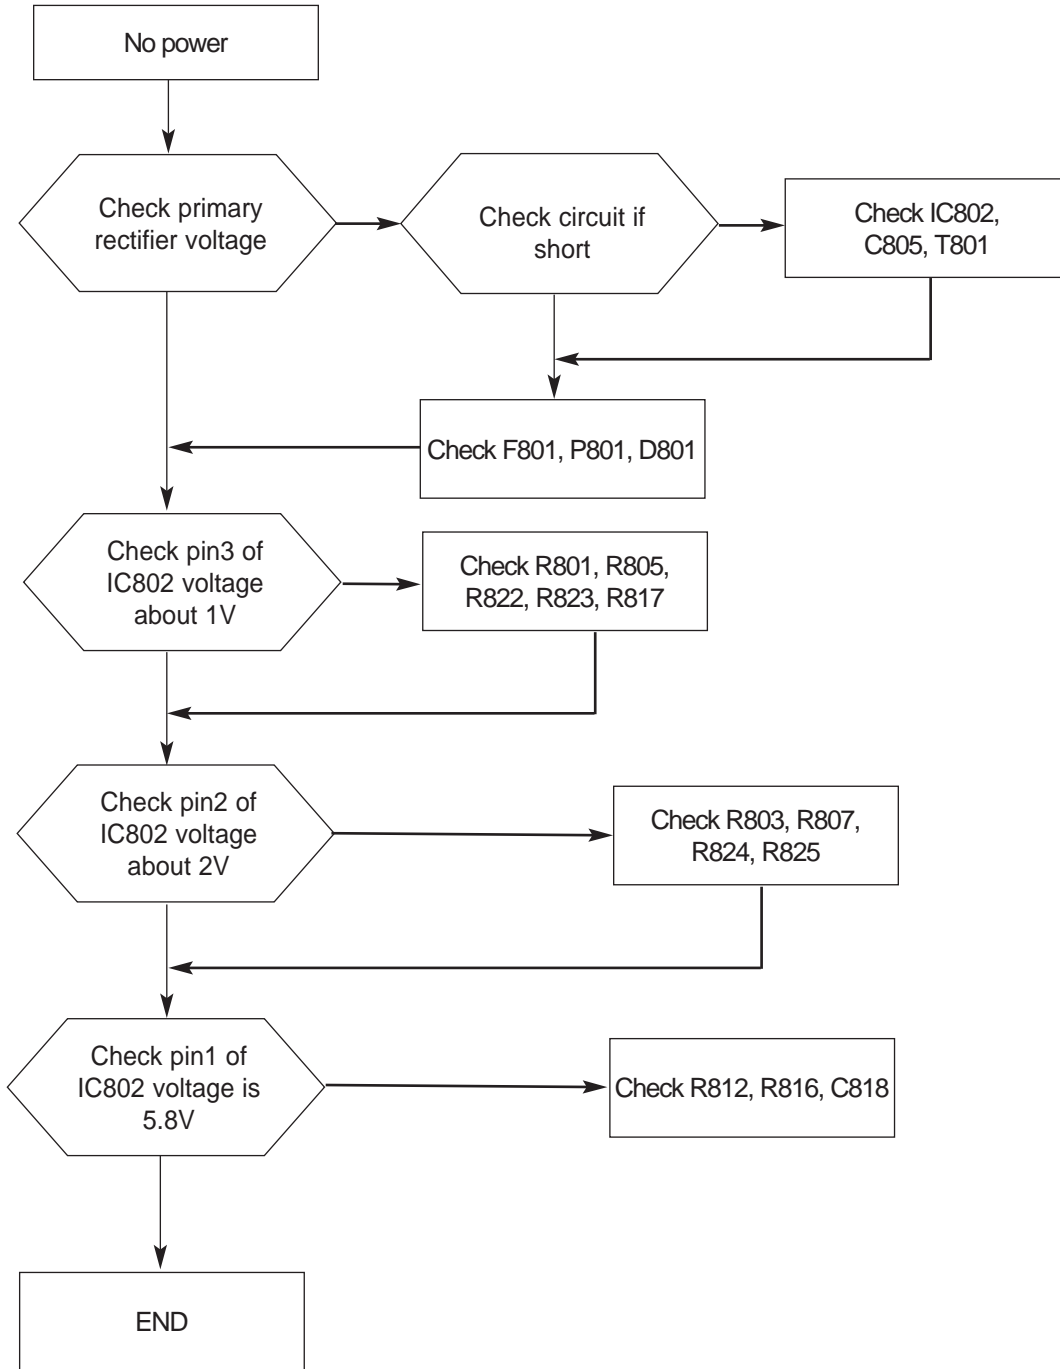 No power
Check primary
rectifier voltage
Check circuit if
short
Check IC802,
C805, T801
Check F801, P801, D801
Check pin3 of
IC802 voltage
about 1V
Check R801, R805,
R822, R823, R817
Check pin2 of
IC802 voltage
about 2V
Check R803, R807,
R824, R825
Check pin1 of
IC802 voltage is
5.8V
Check R812, R816, C818
END